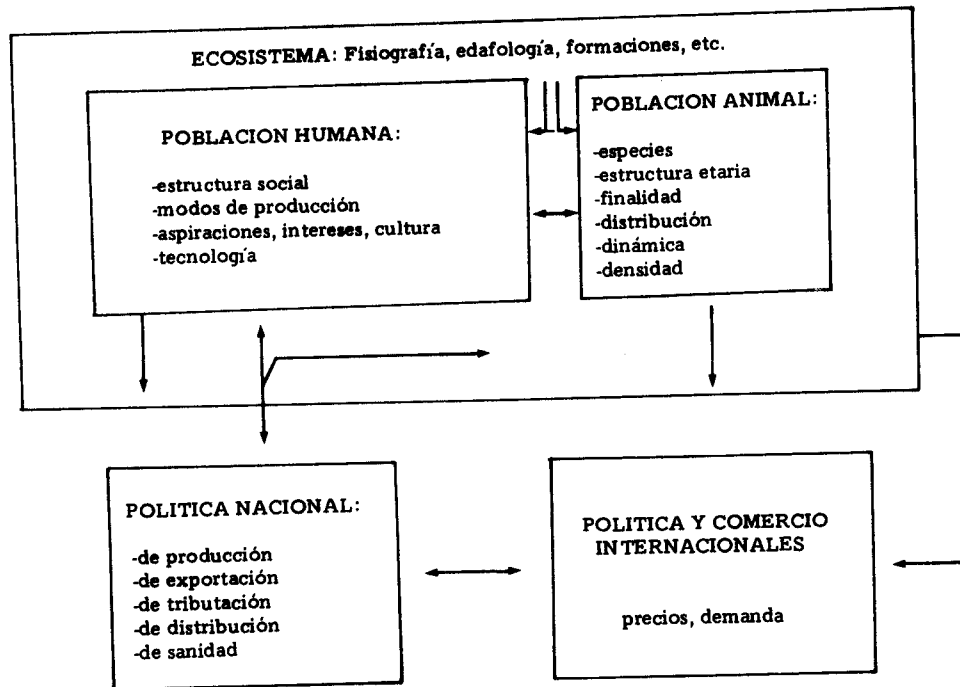 ECOSISTEMA: Fisiografía, edafología, formaciones, etc.
POBLACION HUMANA:
-estructura social
-modos de producción
-aspiraciones, intereses, cultura
-tecnología
POBLACION ANIMAL:
-especies
-estructura etaria
-finalidad
-distribución
-dinámica
-densidad
POLITICA NACIONAL:
-de producción
-de exportación
-de tributación
-de distribución
-de sanidad
POLITICA Y COMERCIO
INTERNACIONALES
precios, demanda